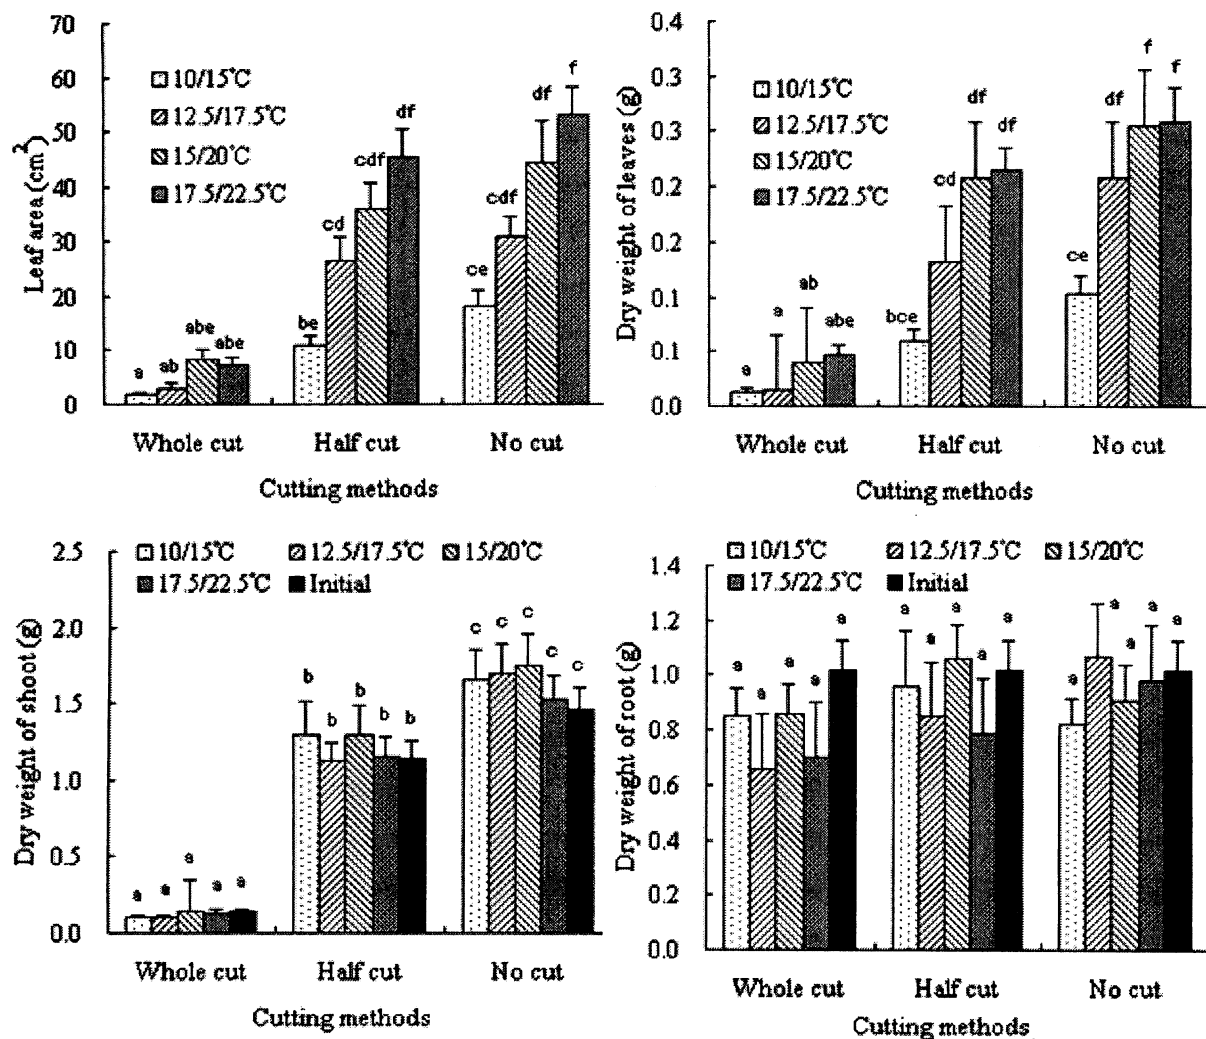 70
60
50
40
30
20
10
0
Leaf area (cm2)
10/15°C
12.5/17.5°C
15/20°C
17.5/22.5°C
a ab abe abe
be cd cdf df
ce cdf df f
Whole cut Half cut No cut
Cutting methods
0.4
0.3
0.3
0.2
0.2
0.1
0.1
0.0
Dry weight of leaves (g)
10/15°C
12.5/17.5°C
15/20°C
17.5/22.5°C
a a ab abe
bce cd df df
ce df f f
Whole cut Half cut No cut
Cutting methods
2.5
2.0
1.5
1.0
0.5
0.0
Dry weight of shoot (g)
10/15°C 12.5/17.5°C 15/20°C
17.5/22.5°C Initial
a a a a a
b b b b b
c c c c c
Whole cut Half cut No cut
Cutting methods
1.4
1.2
1.0
0.8
0.6
0.4
0.2
0.0
Dry weight of root (g)
10/15°C 12.5/17.5°C 15/20°C
17.5/22.5°C Initial
a a a a a
a a a a a
a a a a a
Whole cut Half cut No cut
Cutting methods